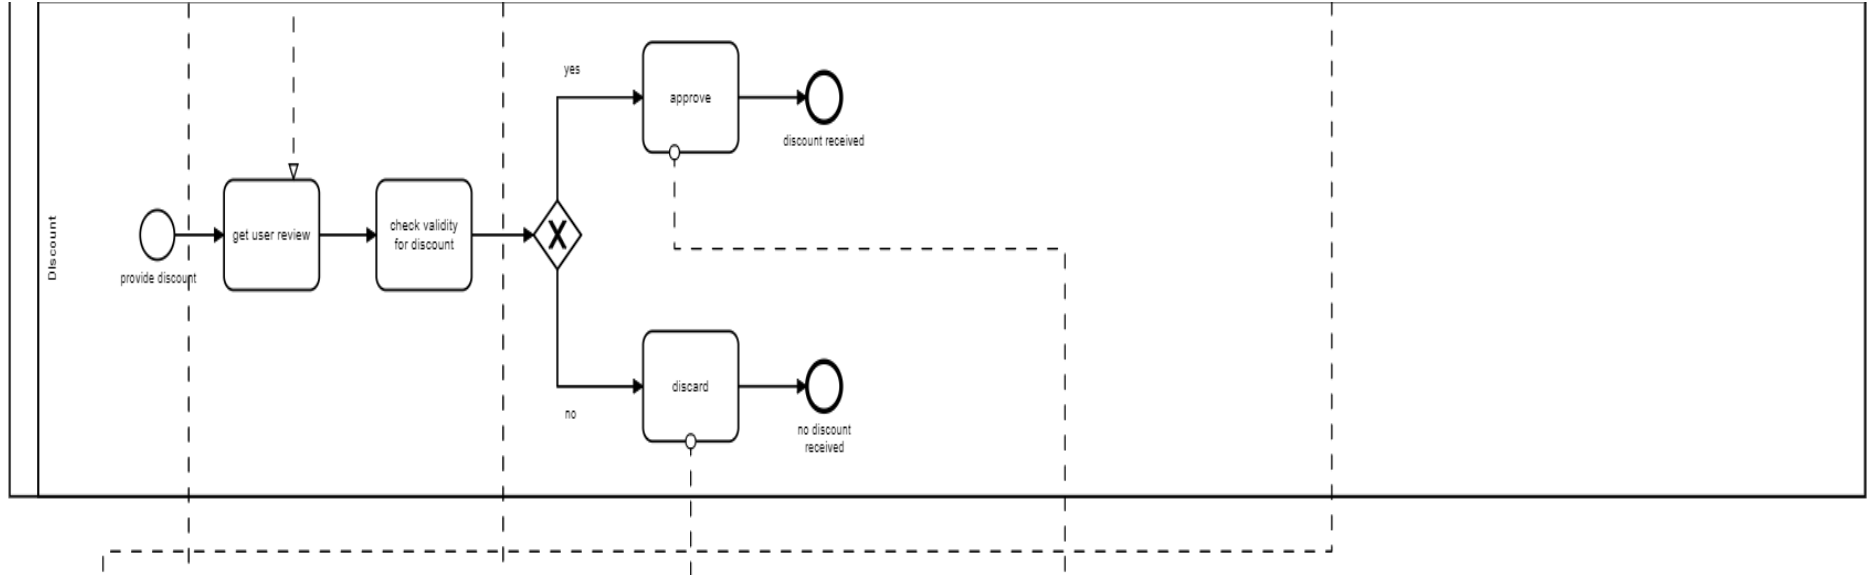 Discount
provide discount
get user review
check validity
for discount
yes
no
approve
discount received
discard
no discount
received